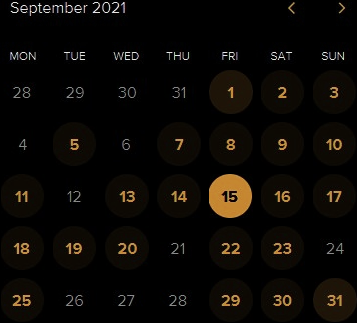 September 2021
MON TUE WED THU FRI SAT SUN
28 29 30 31 1 2 3
4 5 6 7 8 9 10
11 12 13 14 15 16 17
18 19 20 21 22 23 24
25 26 27 28 29 30 31